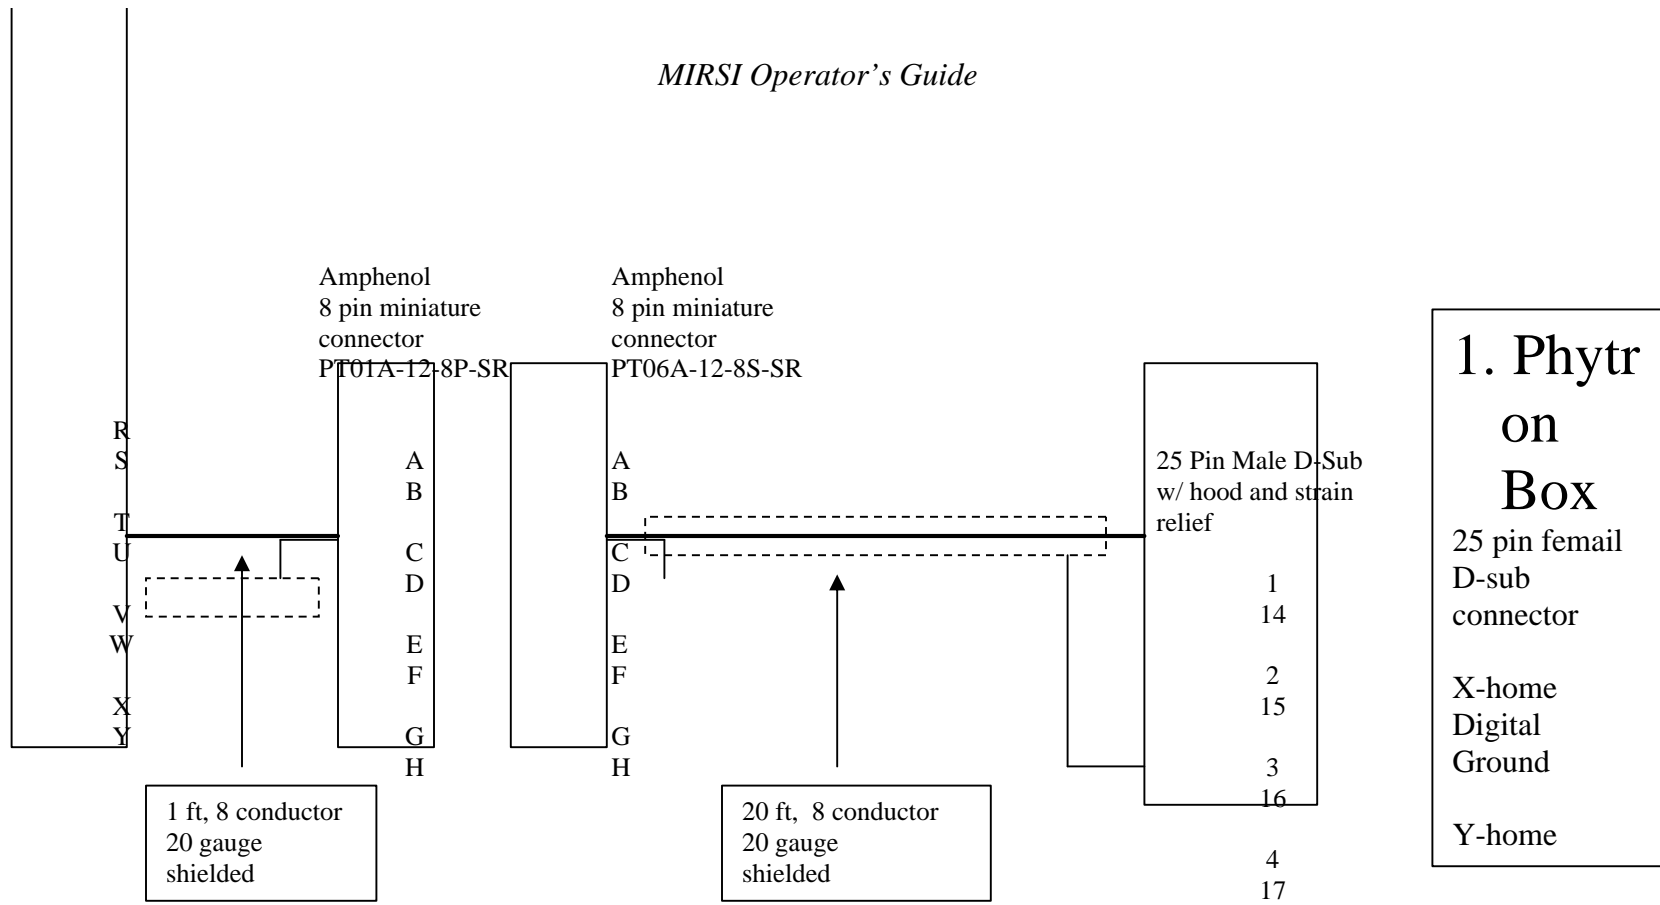 MIRSI Operator's Guide
Amphenol
8 pin miniature
connector
PT01A-12-8P-SR
Amphenol
8 pin miniature
connector
PT06A-12-8S-SR
R
S
T
U
V
W
X
Y
A
B
C
D
E
F
G
H
A
B
C
D
E
F
G
H
25 Pin Male D-Sub
w/ hood and strain
relief
1
14
2
15
3
16
4
17
1. Phytr
on
Box
25 pin femail
D-sub
connector
X-home
Digital
Ground
Y-home
1 ft, 8 conductor
20 gauge
shielded
20 ft, 8 conductor
20 gauge
shielded